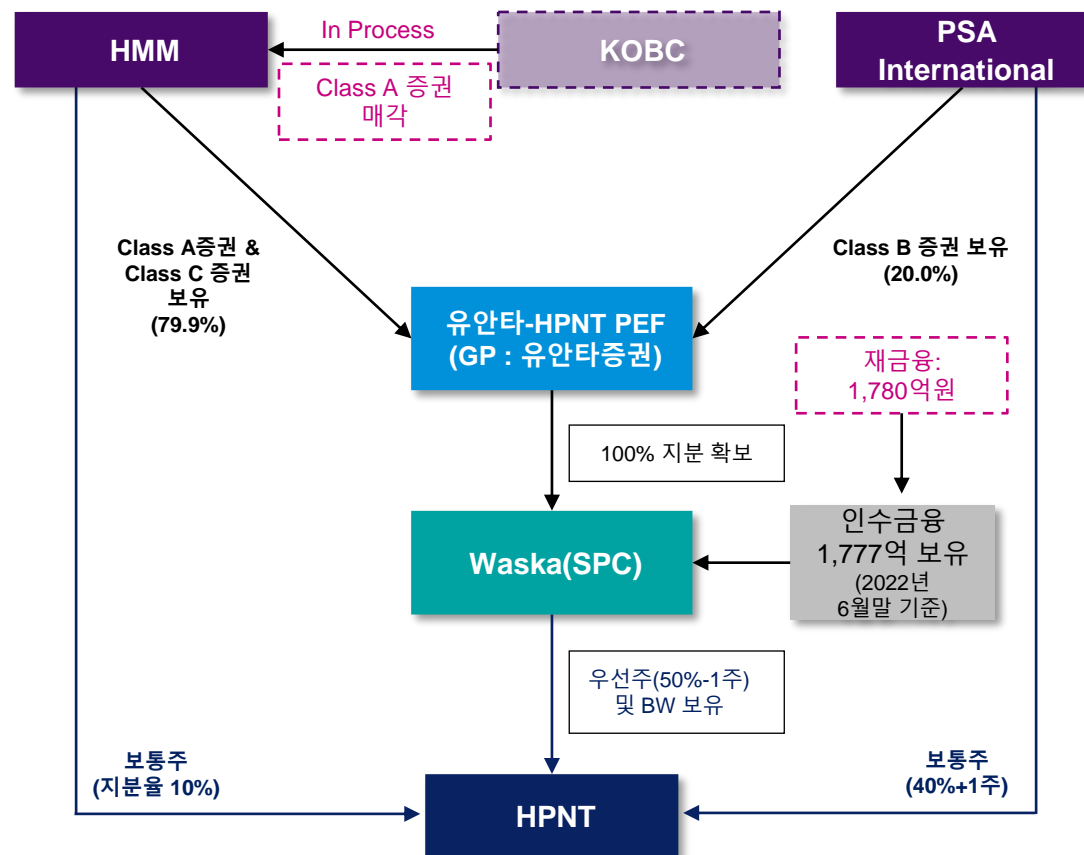 HMM
In Process
KOBC
PSA
International
Class A 증권
매각
Class A증권 &
Class C 증권
보유
(79.9%)
Class B 증권 보유
(20.0%)
유안타-HPNT PEF
(GP : 유안타증권)
재금융:
1,780억원
100% 지분 확보
Waska(SPC)
인수금융
1,777억 보유
(2022년
6월말 기준)
우선주(50%-1주)
및 BW 보유
보통주
(지분율 10%)
보통주
(40%+1주)
HPNT